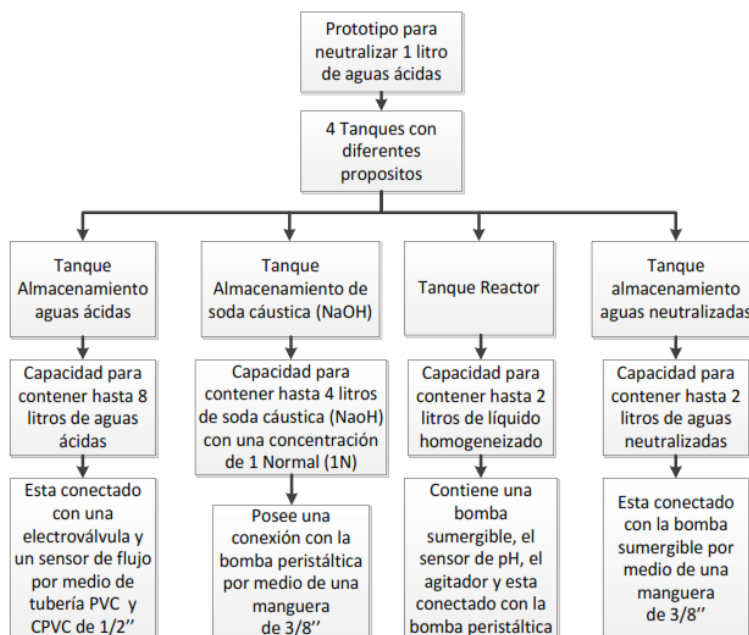 Prototipo para
neutralizar 1 litro
de aguas ácidas
4 Tanques con
diferentes
propositos
Tanque
Almacenamiento
aguas ácidas
Tanque
Almacenamiento de
soda cáustica (NaOH)
Tanque Reactor
Tanque
almacenamiento
aguas neutralizadas
Capacidad para
contener hasta 8
litros de aguas
ácidas
Capacidad para
contener hasta 4 litros
de soda cáustica (NaoH)
con una concentración
de 1 Normal (1N)
Capacidad para
contener hasta 2
litros de líquido
homogeneizado
Capacidad para
contener hasta 2
litros de aguas
neutralizadas
Esta conectado
con una
electroválvula y
un sensor de flujo
por medio de
tubería PVC y
CPVC de 1/2’’
Posee una
conexión con la
bomba peristáltica
por medio de una
manguera
de 3/8’’
Contiene una
bomba
sumergible, el
sensor de pH, el
agitador y esta
conectado con la
bomba peristáltica
Esta conectado
con la bomba
sumergible por
medio de una
manguera
de 3/8’’